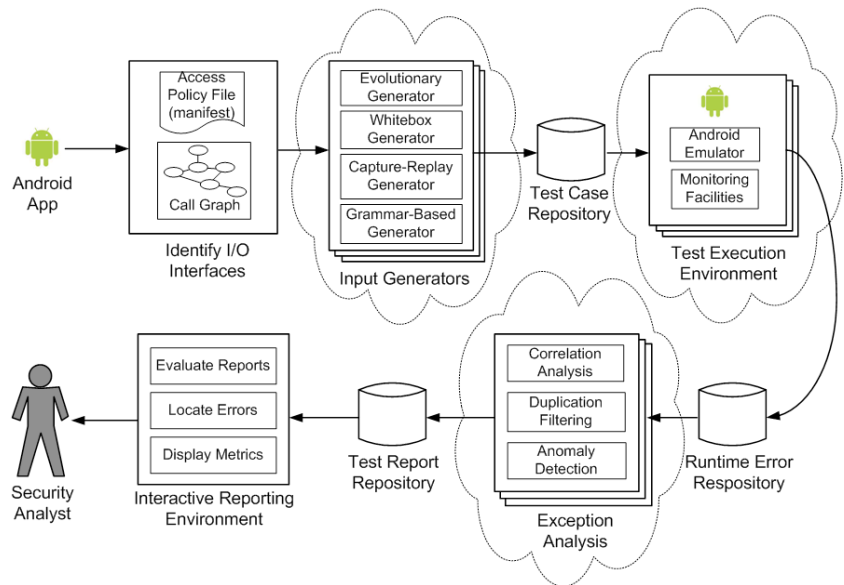 Android
App
Access
Policy File
(manifest)
Call Graph
Identify I/O
Interfaces
Evolutionary
Generator
Whitebox
Generator
Capture-Replay
Generator
Grammar-Based
Generator
Input Generators
Test Case
Repository
Android
Emulator
Monitoring
Facilities
Test Execution
Environment
Security
Analyst
Evaluate Reports
Locate Errors
Display Metrics
Interactive Reporting
Environment
Test Report
Repository
Correlation
Analysis
Duplication
Filtering
Anomaly
Detection
Exception
Analysis
Runtime Error
Respository